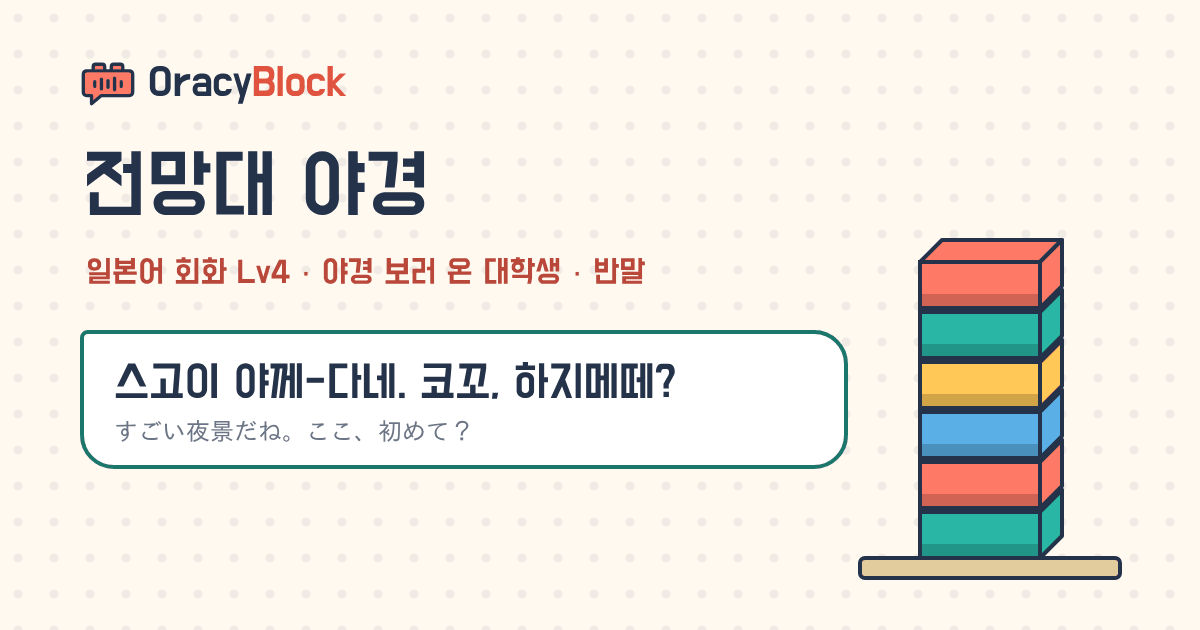 OracyBlock
전망대 야경
일본어 회화 Lv4 · 야경 보러 온 대학생 · 반말
스고이 야께-다네. 코꼬, 하지메떼?
すごい夜景だね。ここ、初めて？